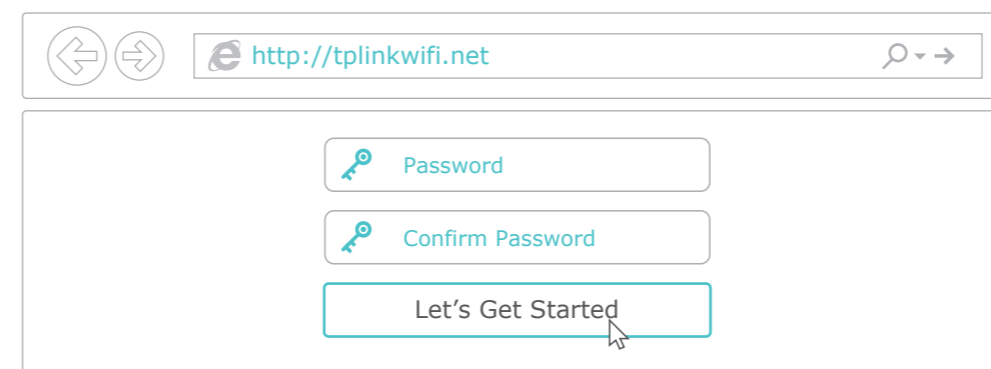 http://tplinkwifi.net
Password
Confirm Password
Let’s Get Started